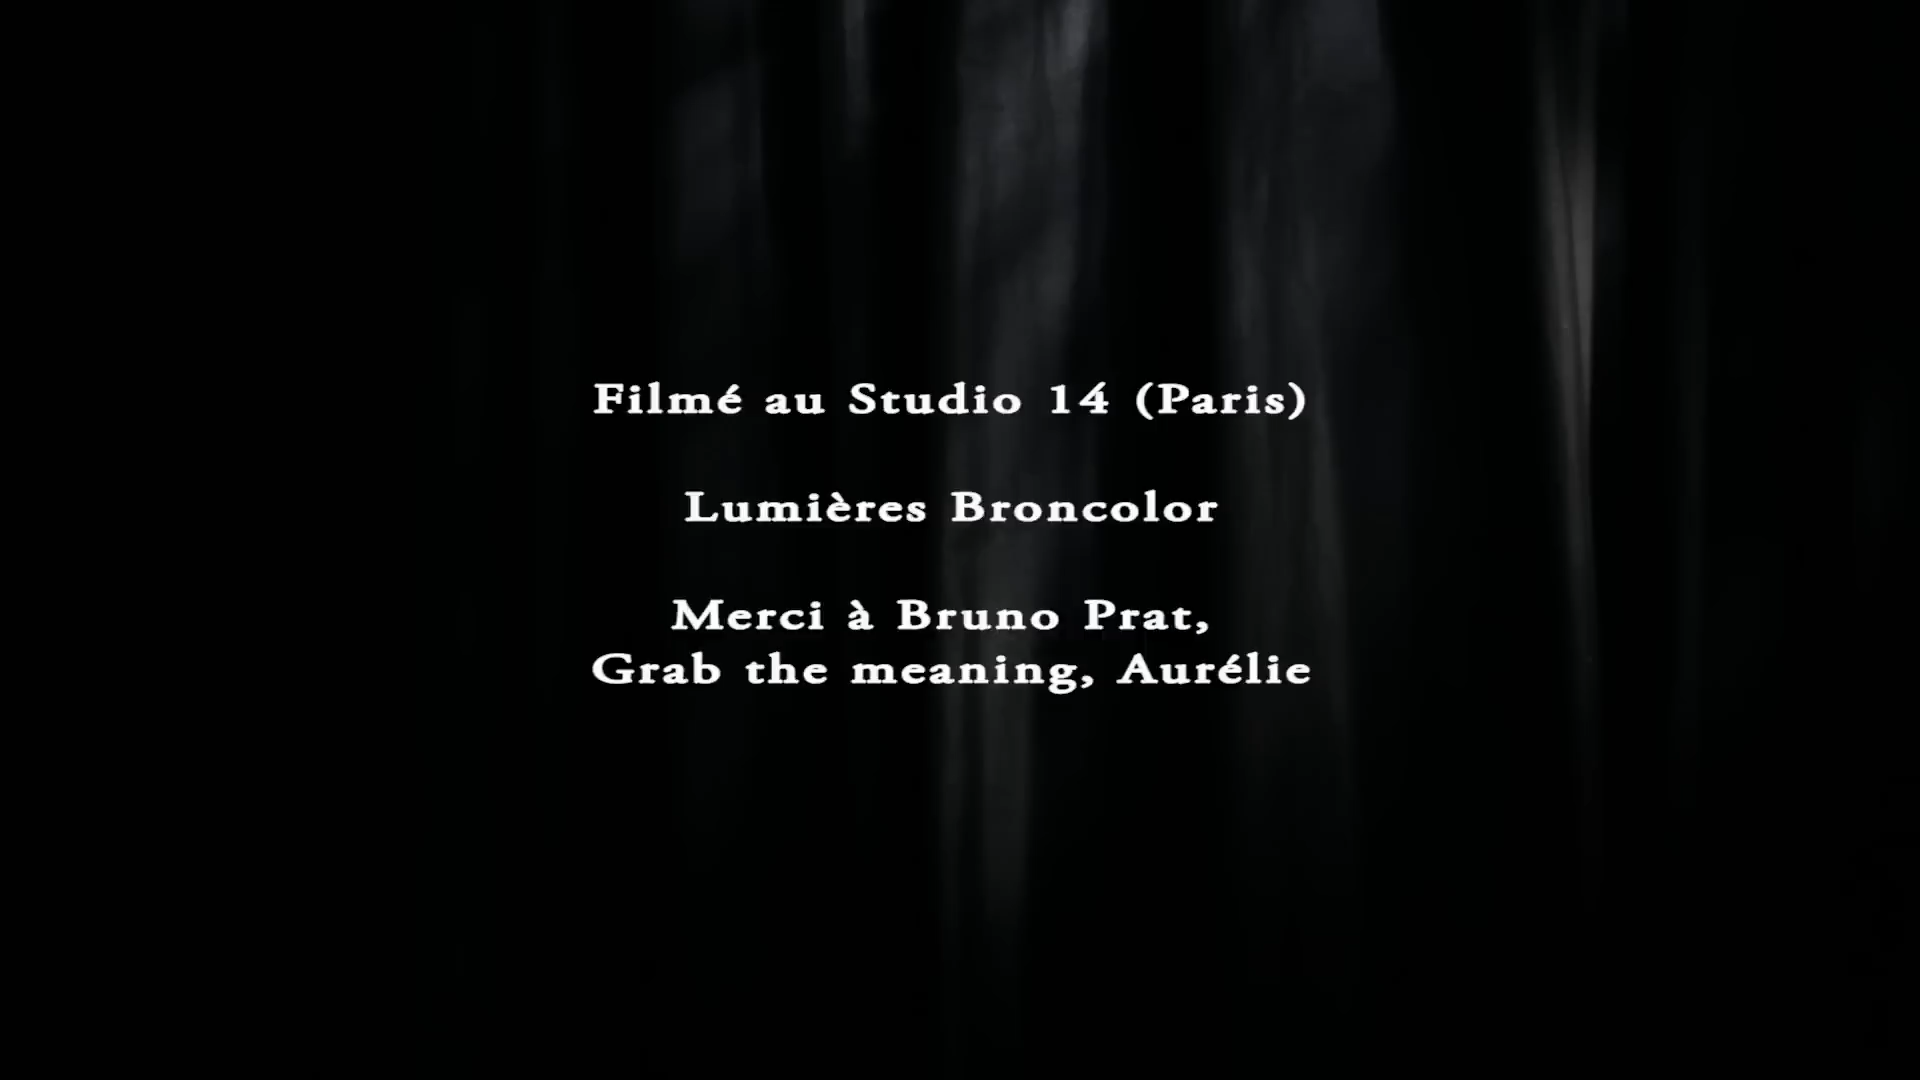 Filmé au Studio 14 (Paris)
Lumières Broncolor
Merci à Bruno Prat,
Grab the meaning, Aurélie